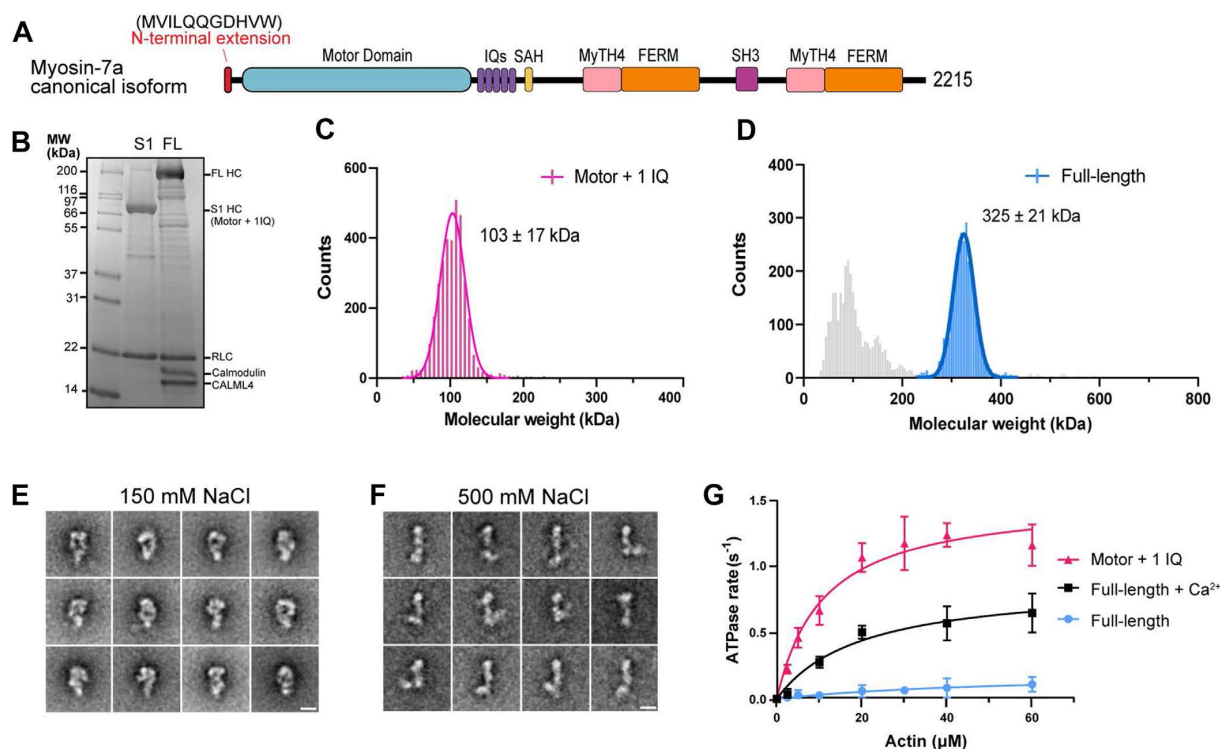 A
(MVILQQGDHVW)
N-terminal extension
Myosin-7a
canonical isoform
Motor Domain
IQs
SAH
MyTH4
FERM
SH3
MyTH4
FERM
2215
B
MW
(kDa)
S1
FL
200
116
97
66
55
37
31
22
14
FL HC
S1 HC
(Motor + 1IQ)
RLC
Calmodulin
CALML4
C
Motor + 1 IQ
103 ± 17 kDa
Counts
600
400
200
0
0
100
200
300
400
Molecular weight (kDa)
D
Full-length
325 ± 21 kDa
Counts
400
300
200
100
0
0
200
400
600
800
Molecular weight (kDa)
E
150 mM NaCl
F
500 mM NaCl
G
ATPase rate (s⁻¹)
1.5
1.0
0.5
0.0
0
20
40
60
Actin (µM)
Motor + 1 IQ
Full-length + Ca²⁺
Full-length